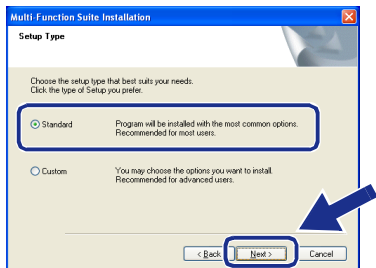 Multi-Function Suite Installation
Setup Type
Choose the setup type that best suits your needs.
Click the type of Setup you prefer.
Standard
Program will be installed with the most common options.
Recommended for most users.
Custom
You may choose the options you want to install.
Recommended for advanced users.
< Back
Next >
Cancel